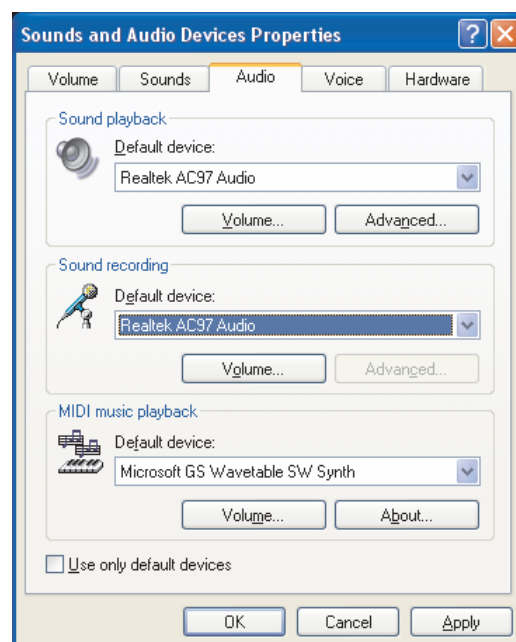 Sounds and Audio Devices Properties
Volume Sounds Audio Voice Hardware
Sound playback
Default device:
Realtek AC97 Audio
Volume... Advanced...
Sound recording
Default device:
Realtek AC97 Audio
Volume... Advanced...
MIDI music playback
Default device:
Microsoft GS Wavetable SW Synth
Volume... About...
Use only default devices
OK Cancel Apply